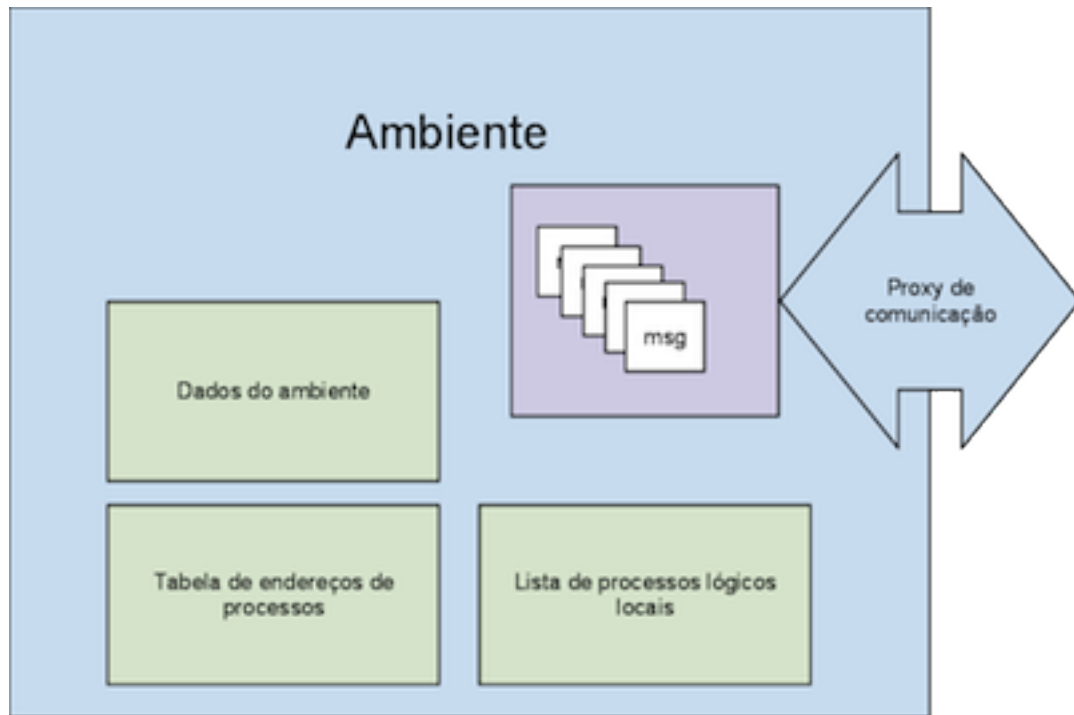 Ambiente
msg
Proxy de
comunicação
Dados do ambiente
Tabela de endereços de
processos
Lista de processos lógicos
locais